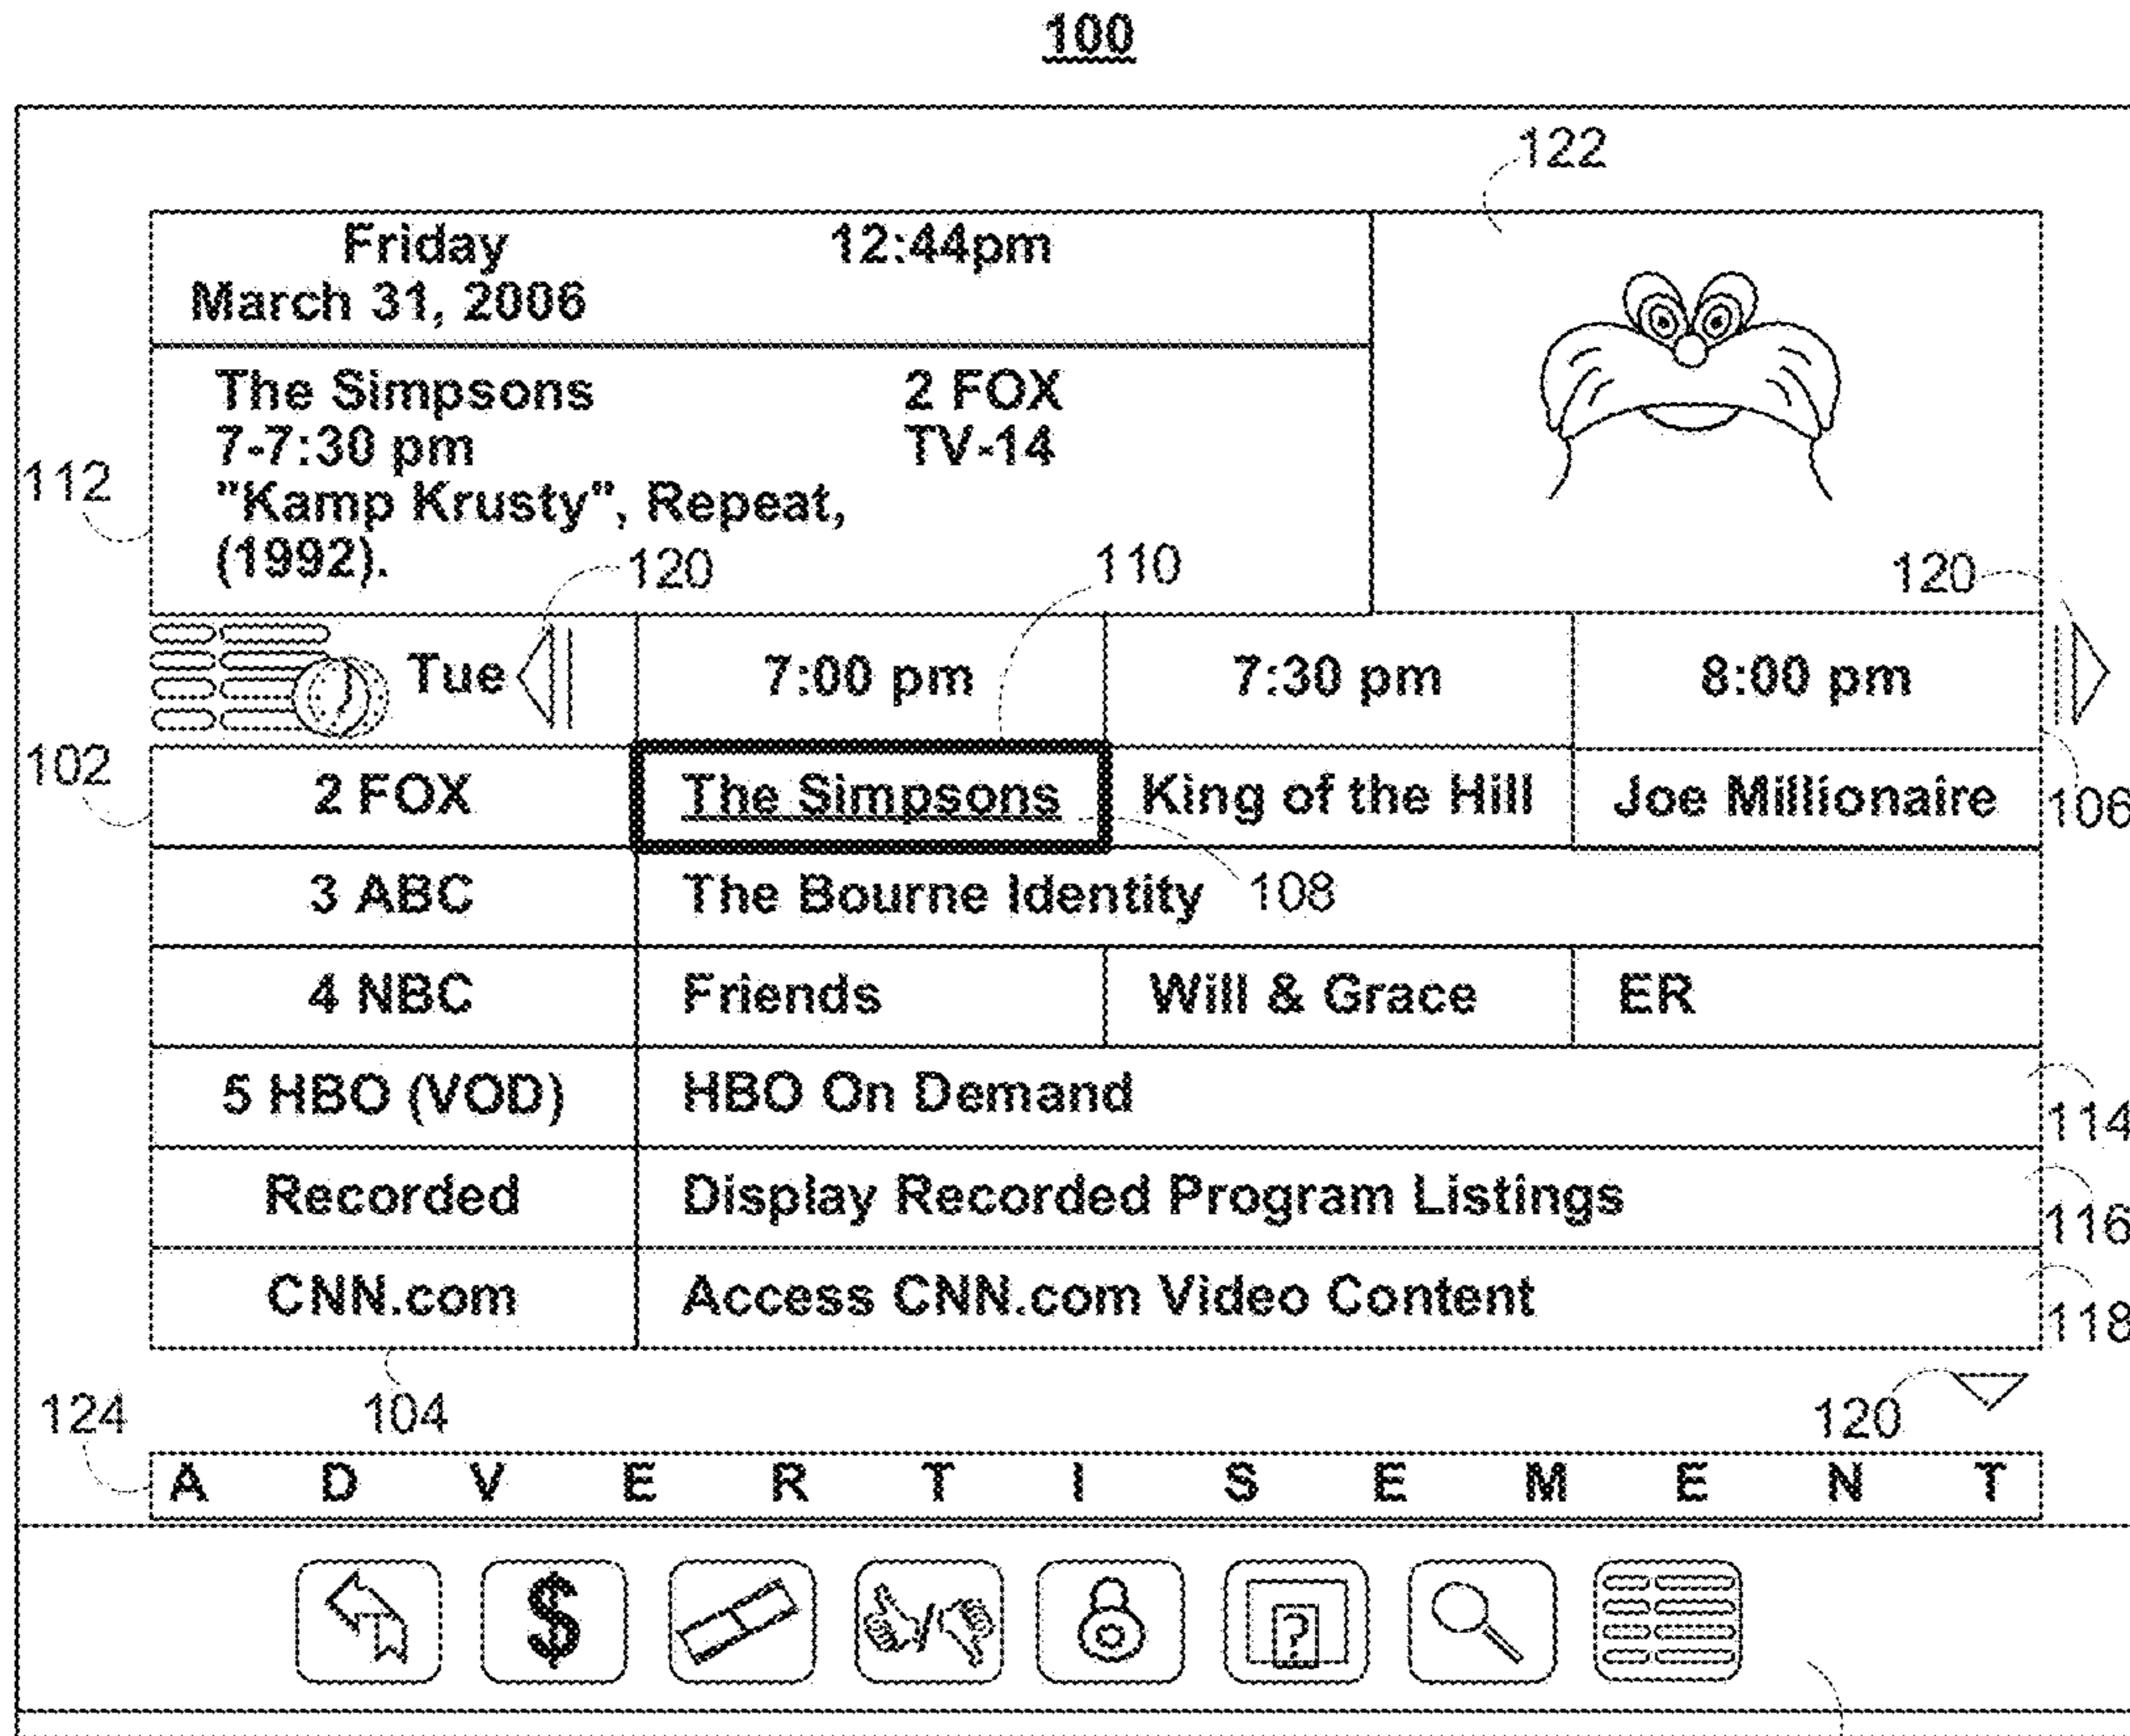 100
122
Friday 12:44pm
March 31, 2006
The Simpsons 2 FOX
7-7:30 pm TV-14
112
"Kamp Krusty", Repeat,
(1992).
120 110 120
Tue 7:00 pm 7:30 pm 8:00 pm
102
2 FOX The Simpsons King of the Hill Joe Millionaire 106
3 ABC The Bourne Identity 108
4 NBC Friends Will & Grace ER
5 HBO (VOD) HBO On Demand 114
Recorded Display Recorded Program Listings 116
CNN.com Access CNN.com Video Content 118
124 104 120
A D V E R T I S E M E N T
$ / ?